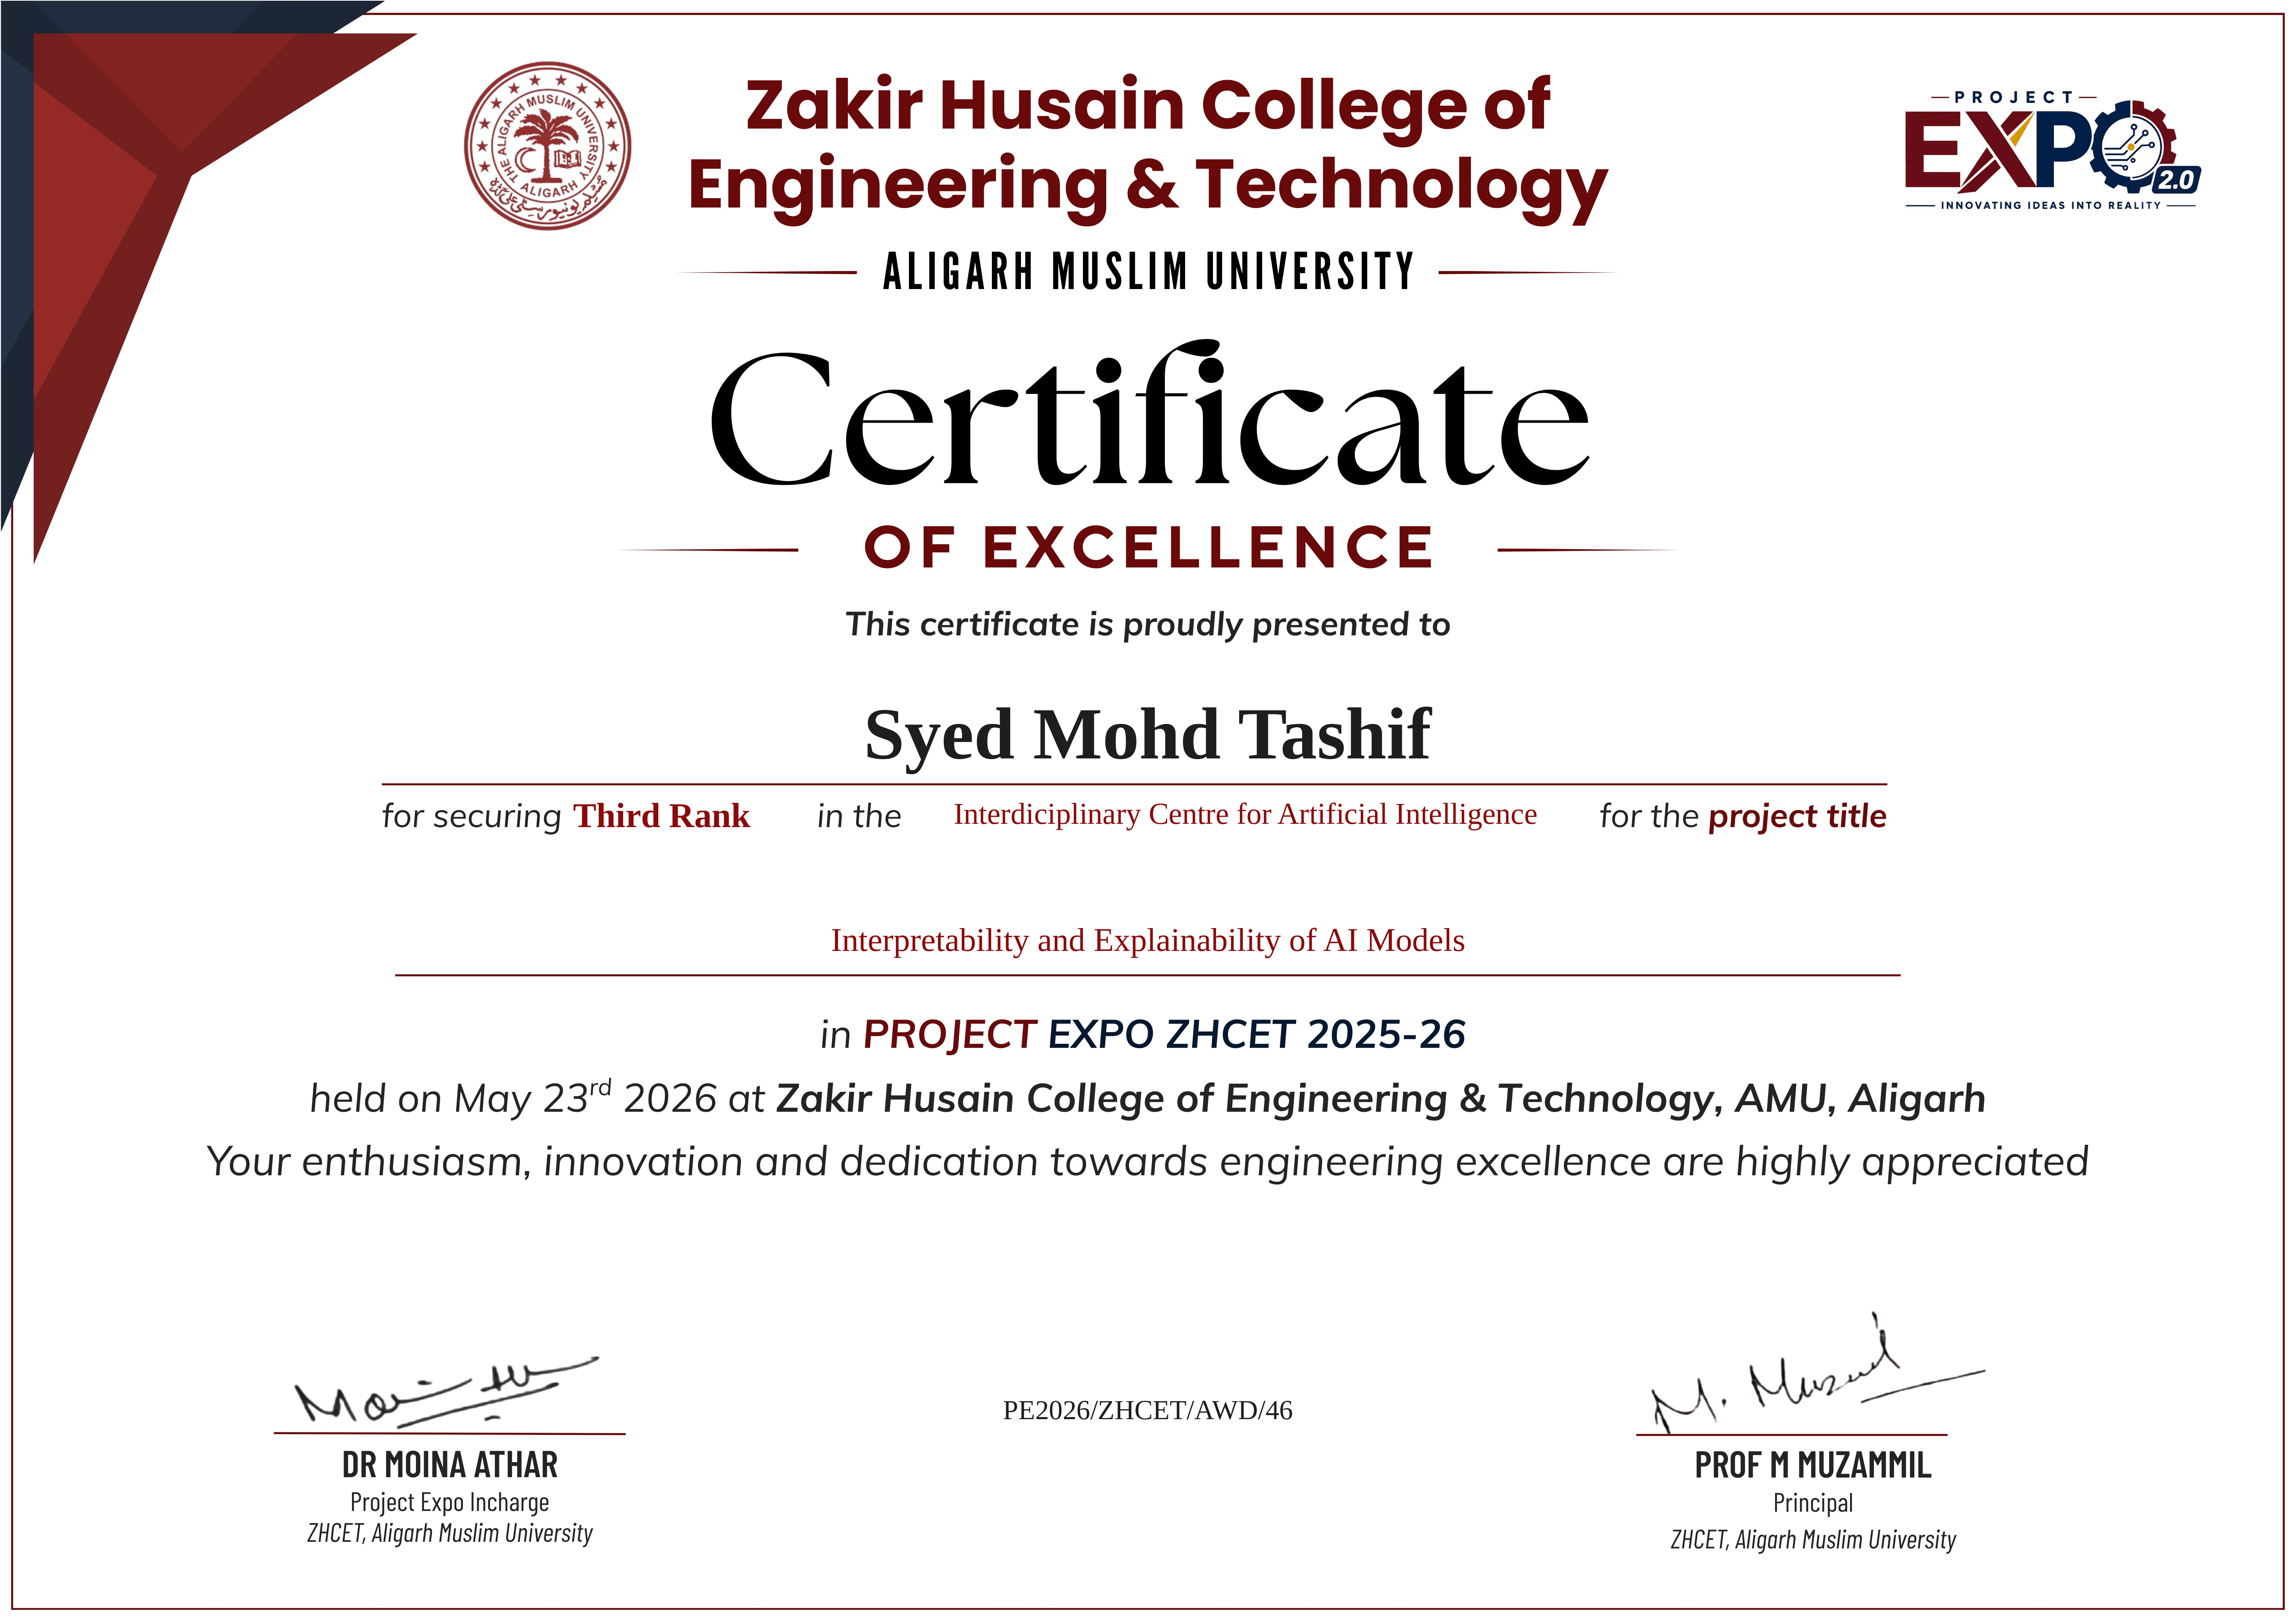 THE ALIGARH MUSLIM UNIVERSITY
ALIGARH
Zakir Husain College of
Engineering & Technology
PROJECT
EXPO
2.0
INNOVATING IDEAS INTO REALITY
ALIGARH MUSLIM UNIVERSITY
Certificate
OF EXCELLENCE
This certificate is proudly presented to
Syed Mohd Tashif
for securing Third Rank in the Interdiciplinary Centre for Artificial Intelligence for the project title
Interpretability and Explainability of AI Models
in PROJECT EXPO ZHCET 2025-26
held on May 23rd 2026 at Zakir Husain College of Engineering & Technology, AMU, Aligarh
Your enthusiasm, innovation and dedication towards engineering excellence are highly appreciated
M. Muzamil
PE2026/ZHCET/AWD/46
DR MOINA ATHAR
Project Expo Incharge
ZHCET, Aligarh Muslim University
PROF M MUZAMMIL
Principal
ZHCET, Aligarh Muslim University